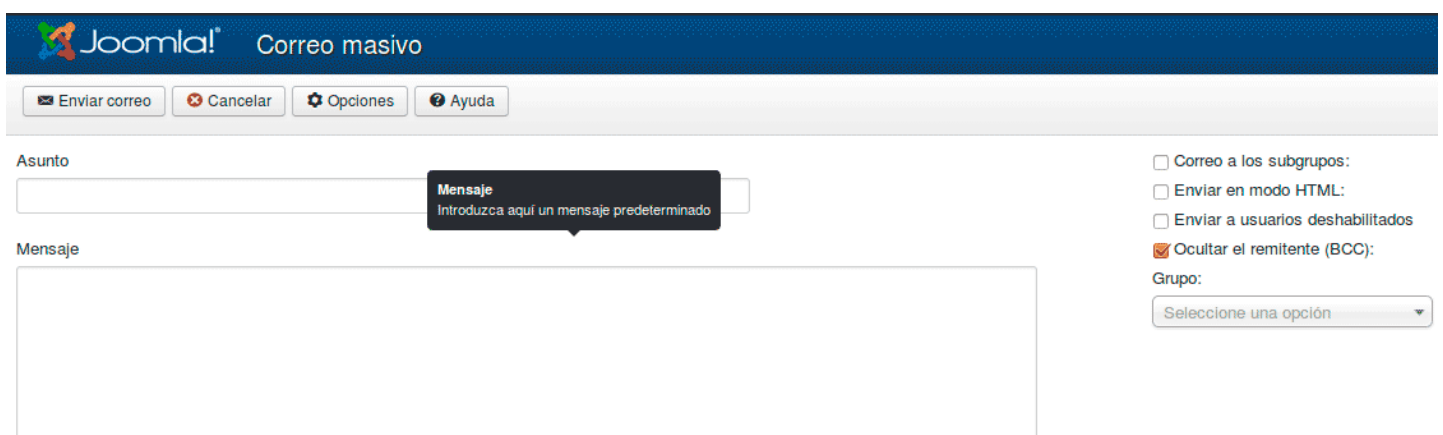 Joomla!® Correo masivo
Enviar correo Cancelar Opciones Ayuda
Asunto
Mensaje
Introduzca aquí un mensaje predeterminado
Mensaje
Correo a los subgrupos:
Enviar en modo HTML:
Enviar a usuarios deshabilitados
Ocultar el remitente (BCC):
Grupo:
Seleccione una opción